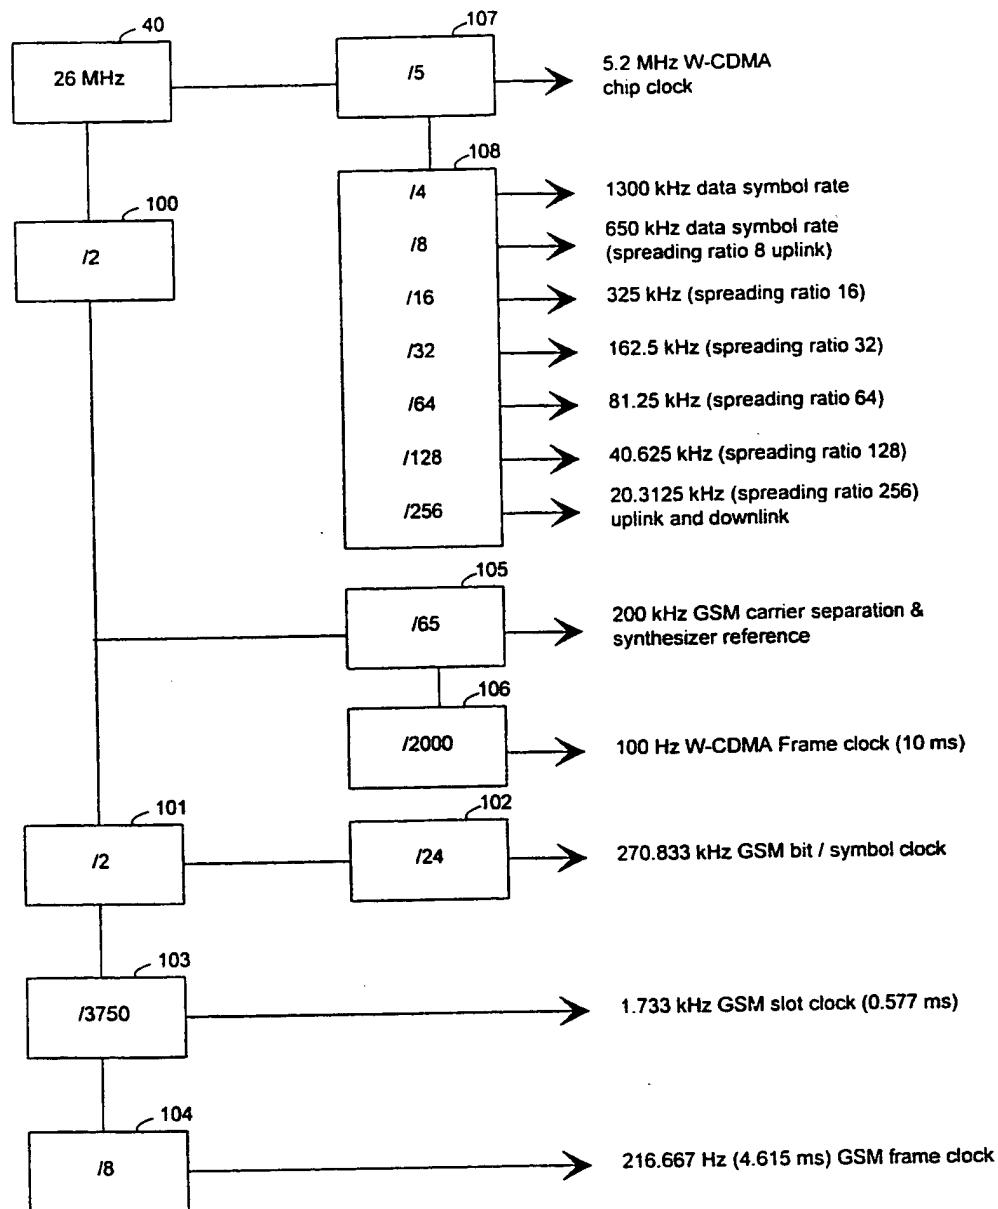 40
26 MHz
107
/5
5.2 MHz W-CDMA
chip clock
108
/4
1300 kHz data symbol rate
100
/2
/8
650 kHz data symbol rate
(spreading ratio 8 uplink)
/16
325 kHz (spreading ratio 16)
/32
162.5 kHz (spreading ratio 32)
/64
81.25 kHz (spreading ratio 64)
/128
40.625 kHz (spreading ratio 128)
/256
20.3125 kHz (spreading ratio 256)
uplink and downlink
105
/65
200 kHz GSM carrier separation &
synthesizer reference
106
/2000
100 Hz W-CDMA Frame clock (10 ms)
101
/2
102
/24
270.833 kHz GSM bit / symbol clock
103
/3750
1.733 kHz GSM slot clock (0.577 ms)
104
/8
216.667 Hz (4.615 ms) GSM frame clock